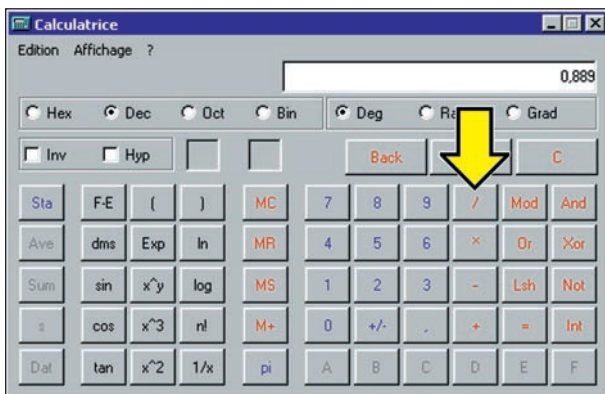 Calculatrice
Edition Affichage ?
0,889
Hex Dec Oct Bin Deg Grad
Inv Hyp Back C
Sta F-E ( ) MC 7 8 9 / Mod And
Ave dms Exp ln MR 4 5 6 * Or Xor
Sum sin x^y log MS 1 2 3 - Lsh Not
s cos x^3 n! M+ 0 +/- , + = Int
Dat tan x^2 1/x pi A B C D E F